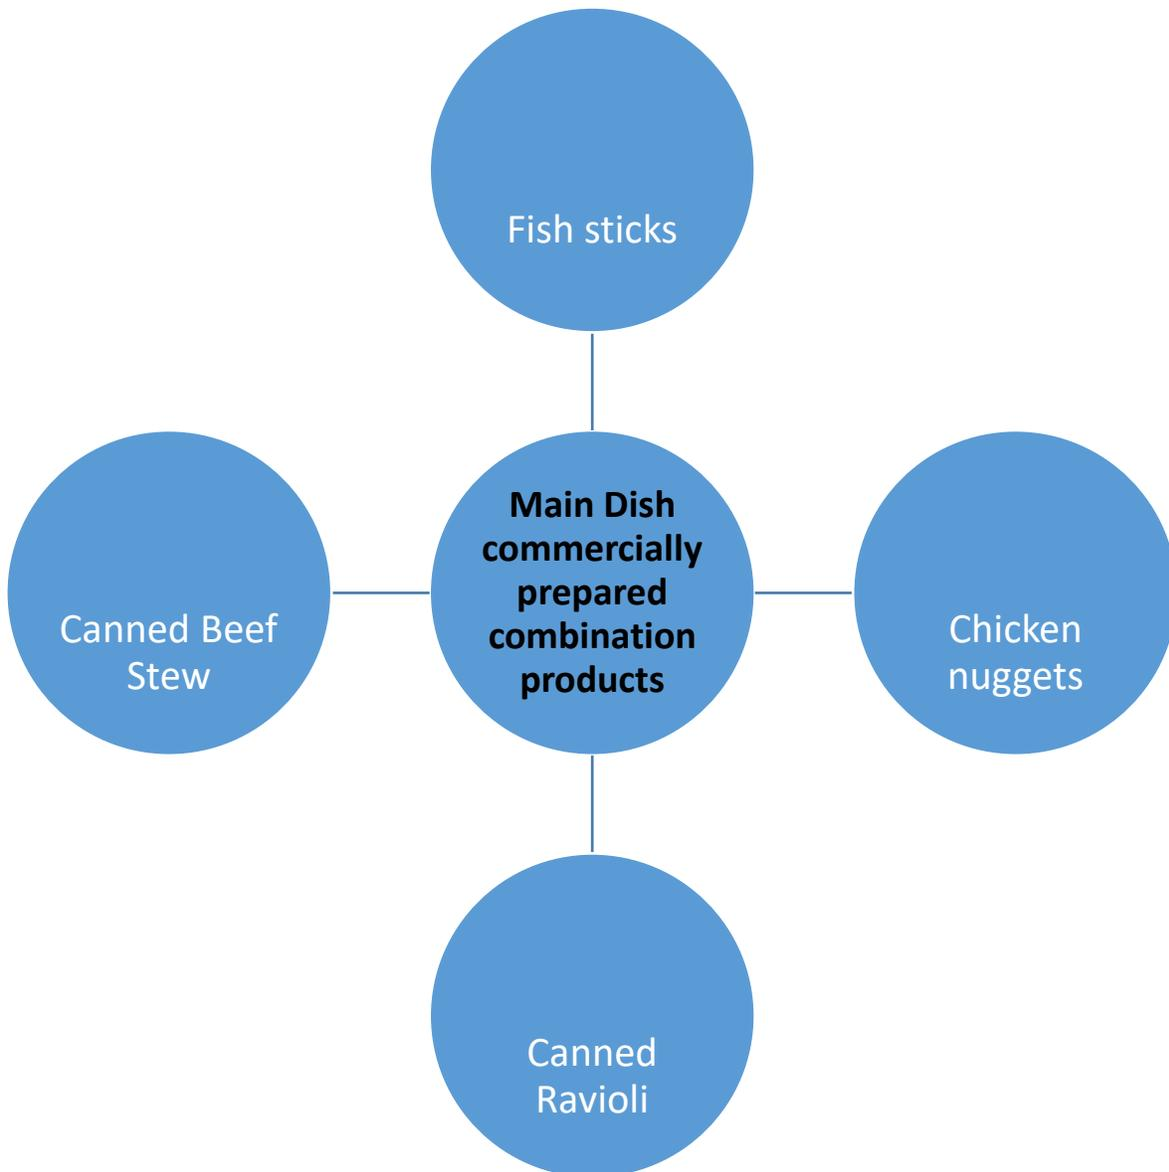 Fish sticks
Main Dish
commercially
prepared
combination
products
Canned Beef
Stew
Chicken
nuggets
Canned
Ravioli